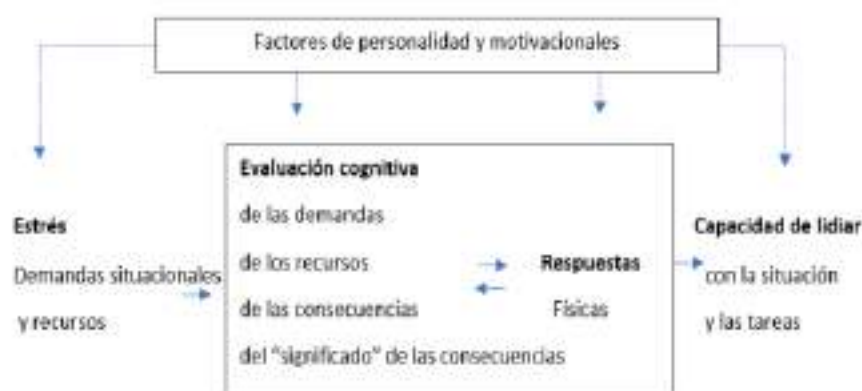 Factores de personalidad y motivacionales
Evaluación cognitiva
de las demandas
de los recursos
de las consecuencias
del "significado" de las consecuencias
Estrés
Demandas situacionales
y recursos
Respuestas
Físicas
Capacidad de lidiar
con la situación
y las tareas